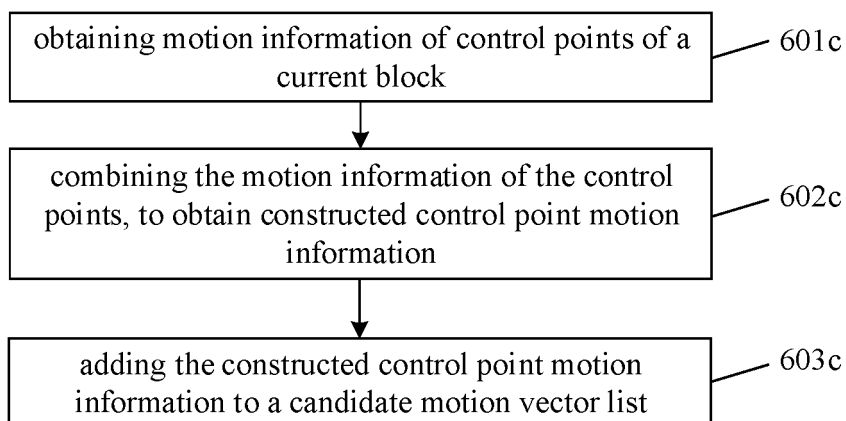 obtaining motion information of control points of a
current block
601c
combining the motion information of the control
points, to obtain constructed control point motion
information
602c
adding the constructed control point motion
information to a candidate motion vector list
603c